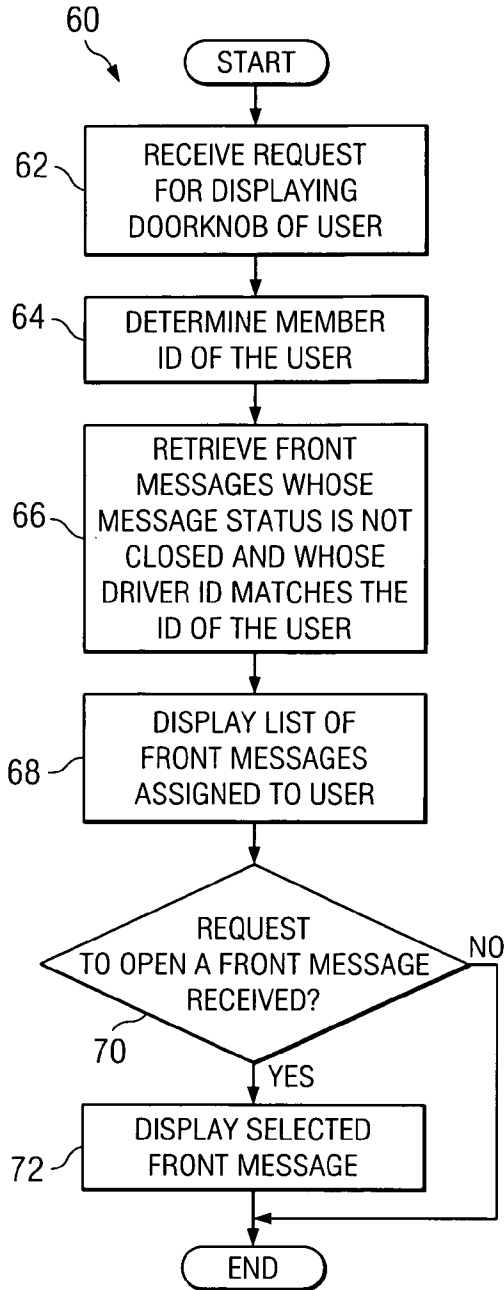 60
START
62
RECEIVE REQUEST
FOR DISPLAYING
DOORKNOB OF USER
64
DETERMINE MEMBER
ID OF THE USER
66
RETRIEVE FRONT
MESSAGES WHOSE
MESSAGE STATUS IS NOT
CLOSED AND WHOSE
DRIVER ID MATCHES THE
ID OF THE USER
68
DISPLAY LIST OF
FRONT MESSAGES
ASSIGNED TO USER
REQUEST
TO OPEN A FRONT MESSAGE
RECEIVED?
NO
70
YES
72
DISPLAY SELECTED
FRONT MESSAGE
END